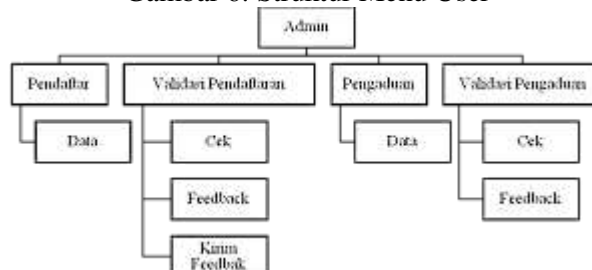 Gambar 6. Struktur Menu User
Admin
Pendaftar
Validasi Pendaftaran
Pengaduan
Validasi Pengaduan
Data
Cek
Data
Cek
Feedback
Feedback
Kirim
Feedbak